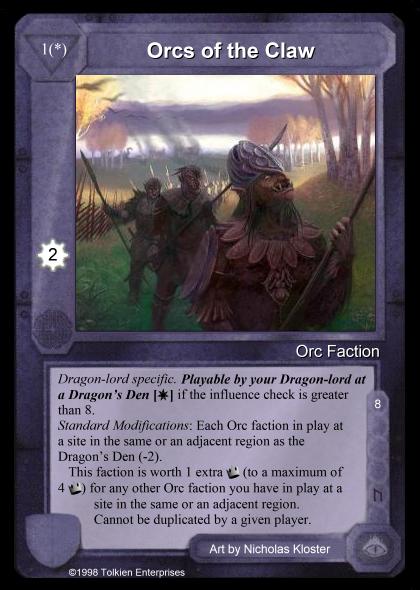 1(*)
Orcs of the Claw
2
Orc Faction
Dragon-lord specific. Playable by your Dragon-lord at
a Dragon's Den [☀] if the influence check is greater
than 8.
Standard Modifications: Each Orc faction in play at
a site in the same or an adjacent region as the
Dragon's Den (-2).
This faction is worth 1 extra (to a maximum of
4 ) for any other Orc faction you have in play at a
site in the same or an adjacent region.
Cannot be duplicated by a given player.
8
Art by Nicholas Kloster
©1998 Tolkien Enterprises